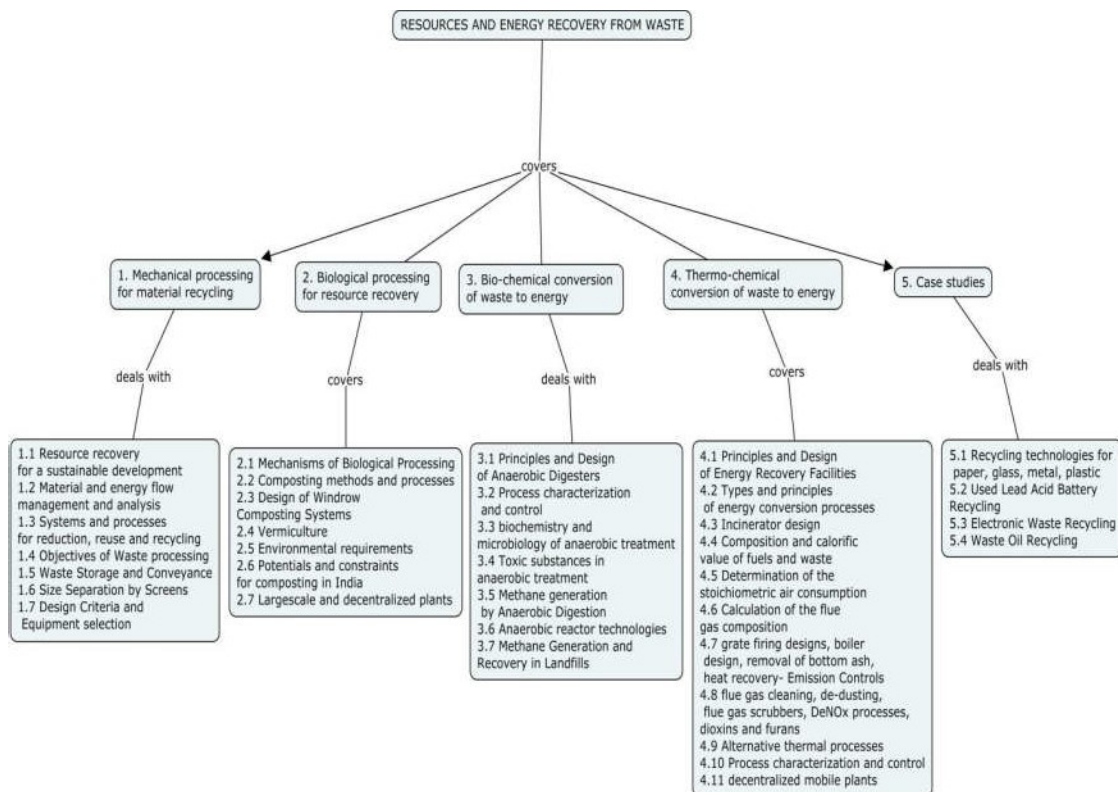 RESOURCES AND ENERGY RECOVERY FROM WASTE
covers
1. Mechanical processing
for material recycling
2. Biological processing
for resource recovery
3. Bio-chemical conversion
of waste to energy
4. Thermo-chemical
conversion of waste to energy
5. Case studies
deals with
covers
deals with
covers
deals with
1.1 Resource recovery
for a sustainable development
1.2 Material and energy flow
management and analysis
1.3 Systems and processes
for reduction, reuse and recycling
1.4 Objectives of Waste processing
1.5 Waste Storage and Conveyance
1.6 Size Separation by Screens
1.7 Design Criteria and
Equipment selection
2.1 Mechanisms of Biological Processing
2.2 Composting methods and processes
2.3 Design of Windrow
Composting Systems
2.4 Vermiculture
2.5 Environmental requirements
2.6 Potentials and constraints
for composting in India
2.7 Largescale and decentralized plants
3.1 Principles and Design
of Anaerobic Digesters
3.2 Process characterization
and control
3.3 biochemistry and
microbiology of anaerobic treatment
3.4 Toxic substances in
anaerobic treatment
3.5 Methane generation
by Anaerobic Digestion
3.6 Anaerobic reactor technologies
3.7 Methane Generation and
Recovery in Landfills
4.1 Principles and Design
of Energy Recovery Facilities
4.2 Types and principles
of energy conversion processes
4.3 Incinerator design
4.4 Composition and calorific
value of fuels and waste
4.5 Determination of the
stoichiometric air consumption
4.6 Calculation of the flue
gas composition
4.7 grate firing designs, boiler
design, removal of bottom ash,
heat recovery- Emission Controls
4.8 flue gas cleaning, de-dusting,
flue gas scrubbers, DeNOx processes,
dioxins and furans
4.9 Alternative thermal processes
4.10 Process characterization and control
4.11 decentralized mobile plants
5.1 Recycling technologies for
paper, glass, metal, plastic
5.2 Used Lead Acid Battery
Recycling
5.3 Electronic Waste Recycling
5.4 Waste Oil Recycling